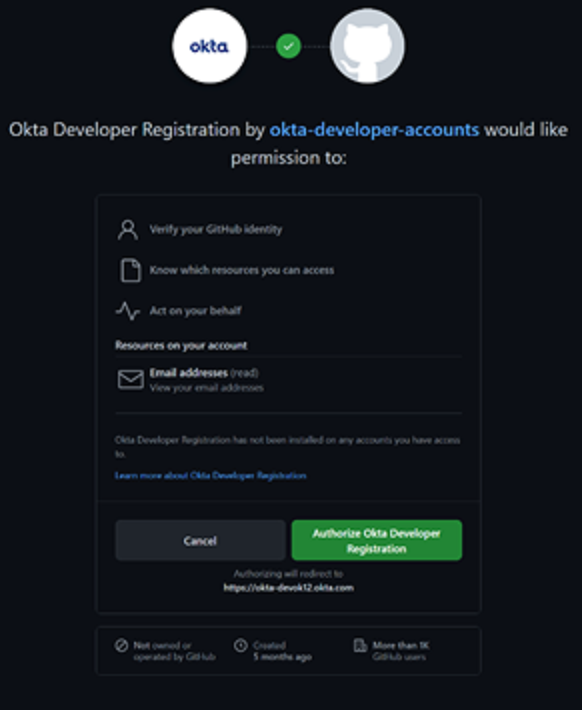 okta
Okta Developer Registration by okta-developer-accounts would like
permission to:
Verify your GitHub identity
Know which resources you can access
Act on your behalf
Resources on your account
Email addresses (read)
View your email addresses
Okta Developer Registration has not been installed on any accounts you have access
to.
Learn more about Okta Developer Registration
Cancel
Authorize Okta Developer
Registration
Authorizing will redirect to
https://okta-devok12.okta.com
Not owned or
operated by GitHub
Created
5 months ago
More than 1K
GitHub users